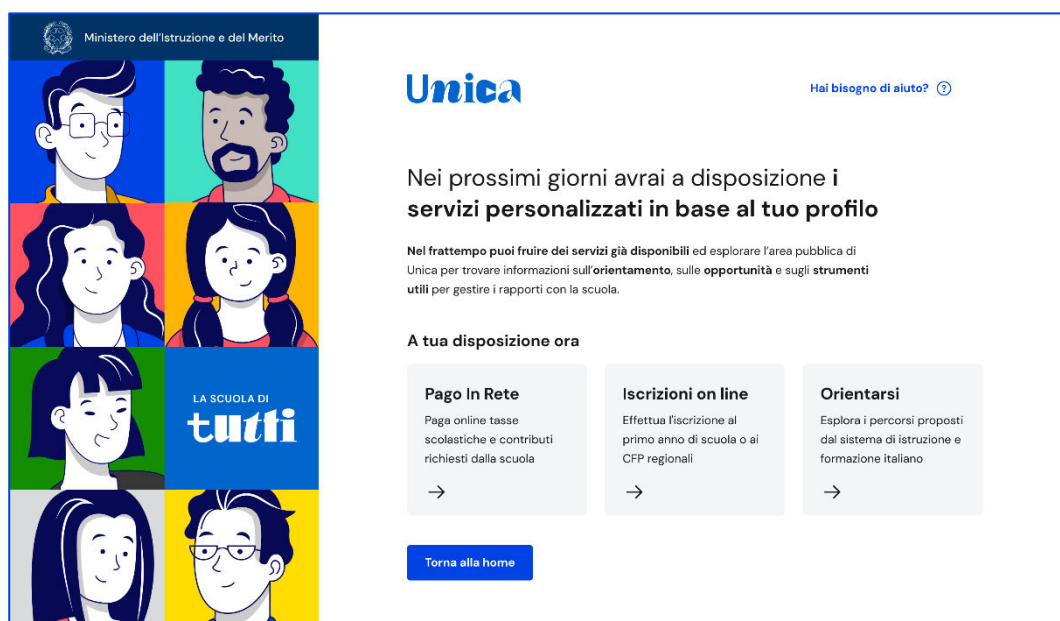 Ministero dell'Istruzione e del Merito
LA SCUOLA DI
tutti
Unica
Hai bisogno di aiuto? ?
Nei prossimi giorni avrai a disposizione i
servizi personalizzati in base al tuo profilo
Nel frattempo puoi fruire dei servizi già disponibili ed esplorare l'area pubblica di
Unica per trovare informazioni sull'orientamento, sulle opportunità e sugli strumenti
utili per gestire i rapporti con la scuola.
A tua disposizione ora
Pago In Rete
Paga online tasse
scolastiche e contributi
richiesti dalla scuola
Iscrizioni on line
Effettua l'iscrizione al
primo anno di scuola o ai
CFP regionali
Orientarsi
Esplora i percorsi proposti
dal sistema di istruzione e
formazione italiano
Torna alla home